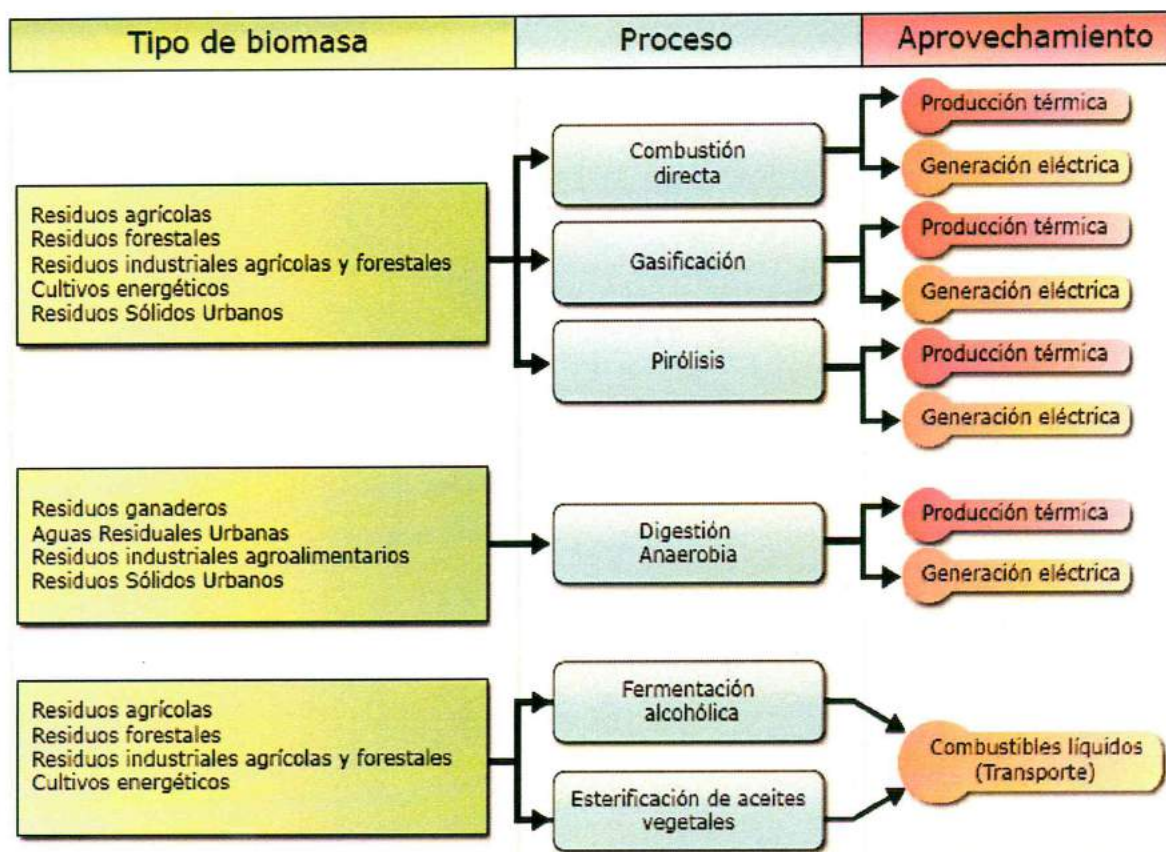 Tipo de biomasa
Proceso
Aprovechamiento
Residuos agrícolas
Residuos forestales
Residuos industriales agrícolas y forestales
Cultivos energéticos
Residuos Sólidos Urbanos
Combustión
directa
Producción térmica
Generación eléctrica
Gasificación
Producción térmica
Generación eléctrica
Pirólisis
Producción térmica
Generación eléctrica
Residuos ganaderos
Aguas Residuales Urbanas
Residuos industriales agroalimentarios
Residuos Sólidos Urbanos
Digestión
Anaerobia
Producción térmica
Generación eléctrica
Residuos agrícolas
Residuos forestales
Residuos industriales agrícolas y forestales
Cultivos energéticos
Fermentación
alcohólica
Esterificación de aceites
vegetales
Combustibles líquidos
(Transporte)